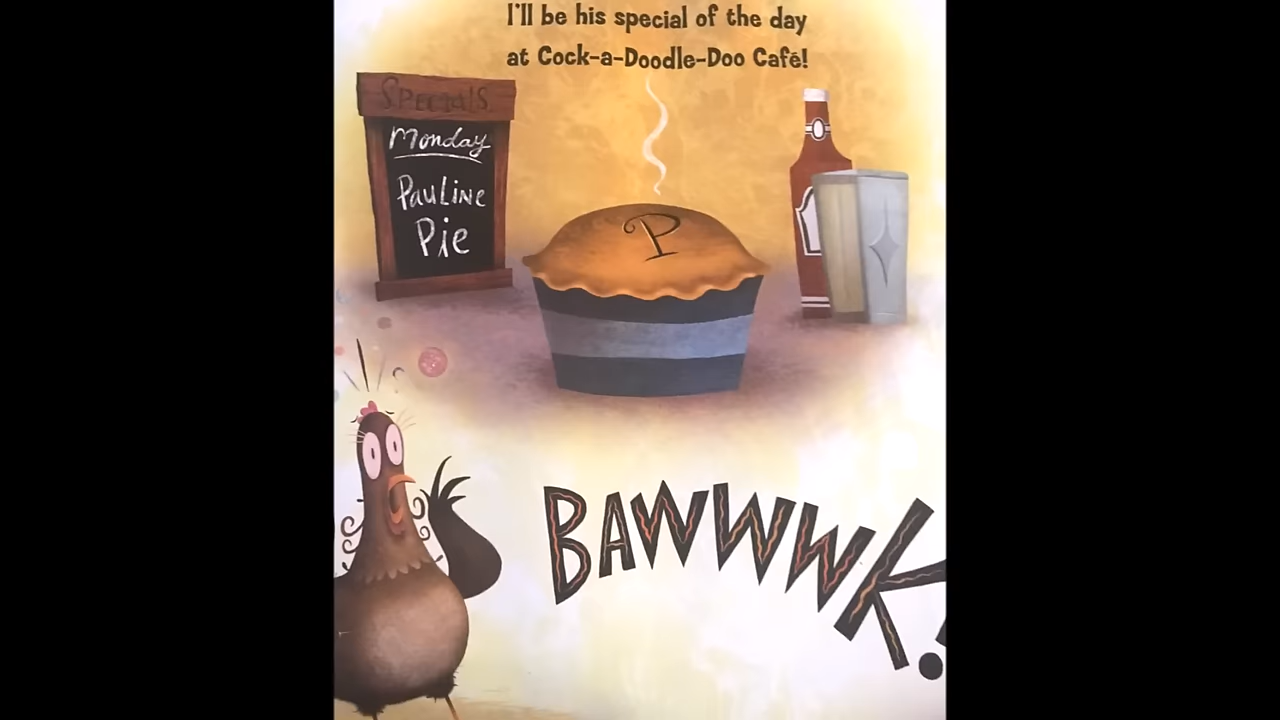 I'll be his special of the day
at Cock-a-Doodle-Doo Café!
SPECIALS
Monday
PAULINE
Pie
P
BAWWWK!